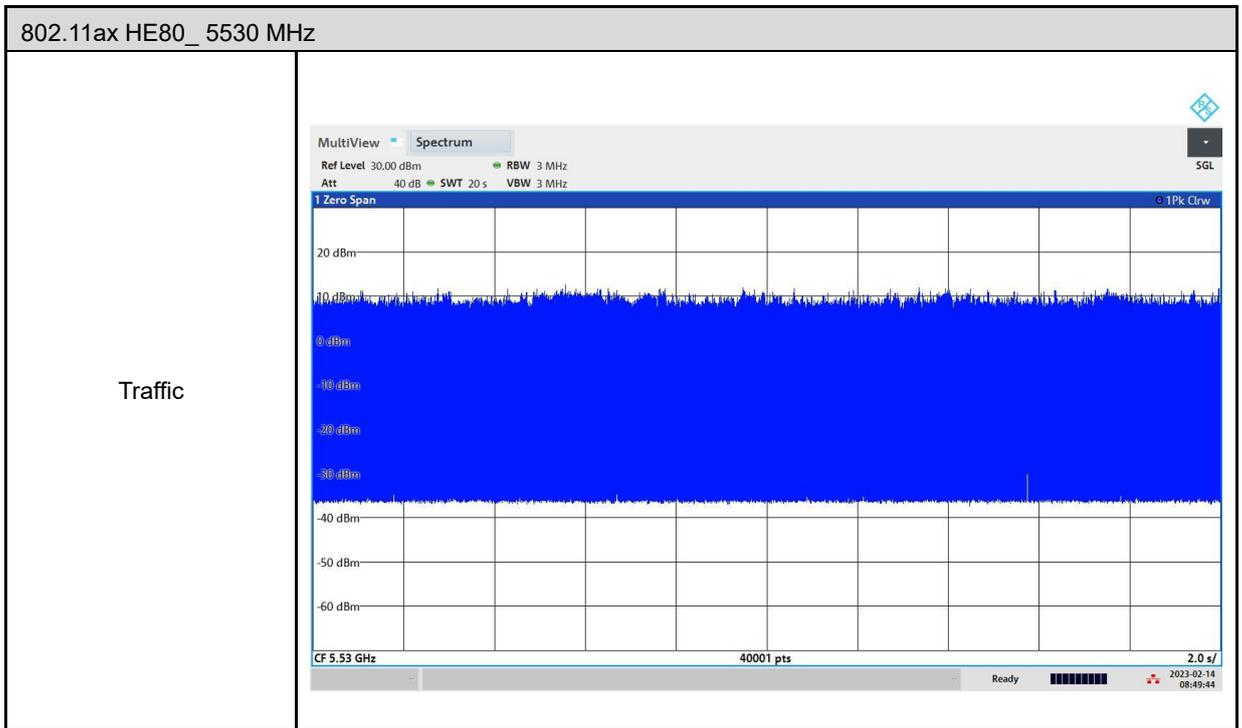 802.11ax HE80_ 5530 MHz
Traffic
R S
MultiView Spectrum
Ref Level 30.00 dBm RBW 3 MHz
SGL
Att 40 dB SWT 20 s VBW 3 MHz
1 Zero Span 1Pk Clrw
20 dBm
10 dBm
0 dBm
-10 dBm
-20 dBm
-30 dBm
-40 dBm
-50 dBm
-60 dBm
CF 5.53 GHz 40001 pts 2.0 s/
Ready 2023-02-14
08:49:44